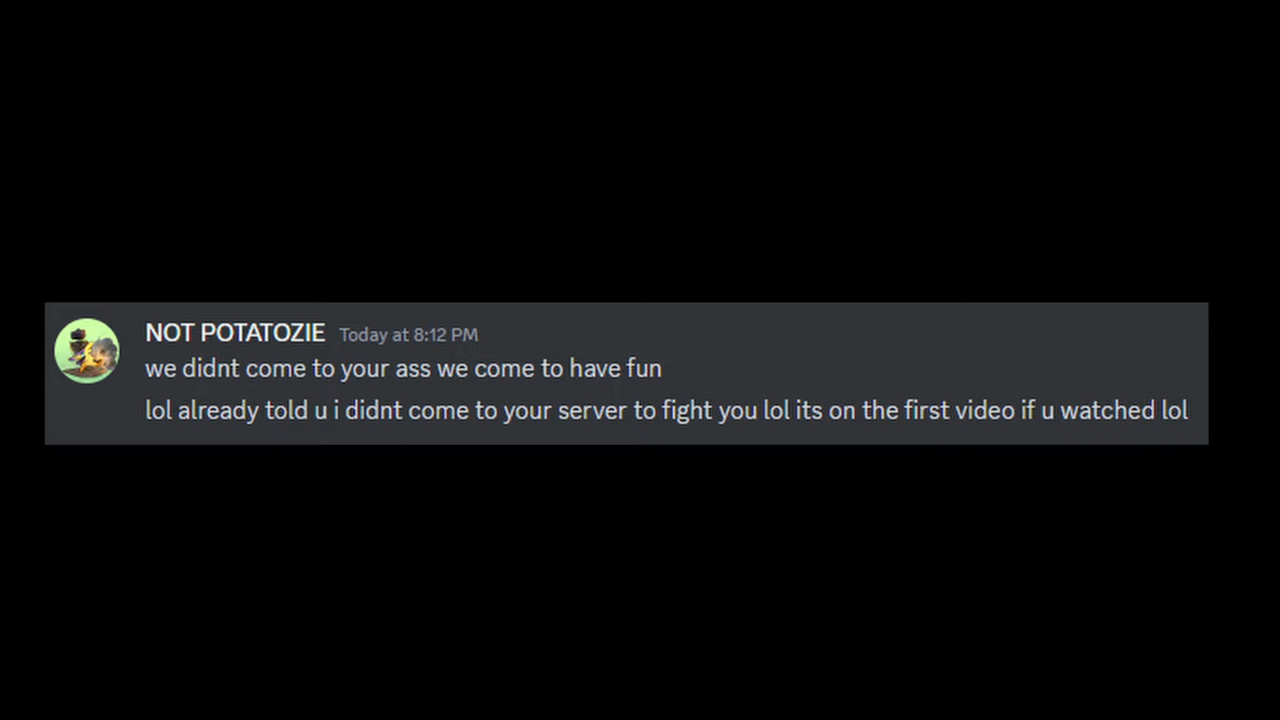 NOT POTATOZIE Today at 8:12 PM
we didnt come to your ass we come to have fun
lol already told u i didnt come to your server to fight you lol its on the first video if u watched lol